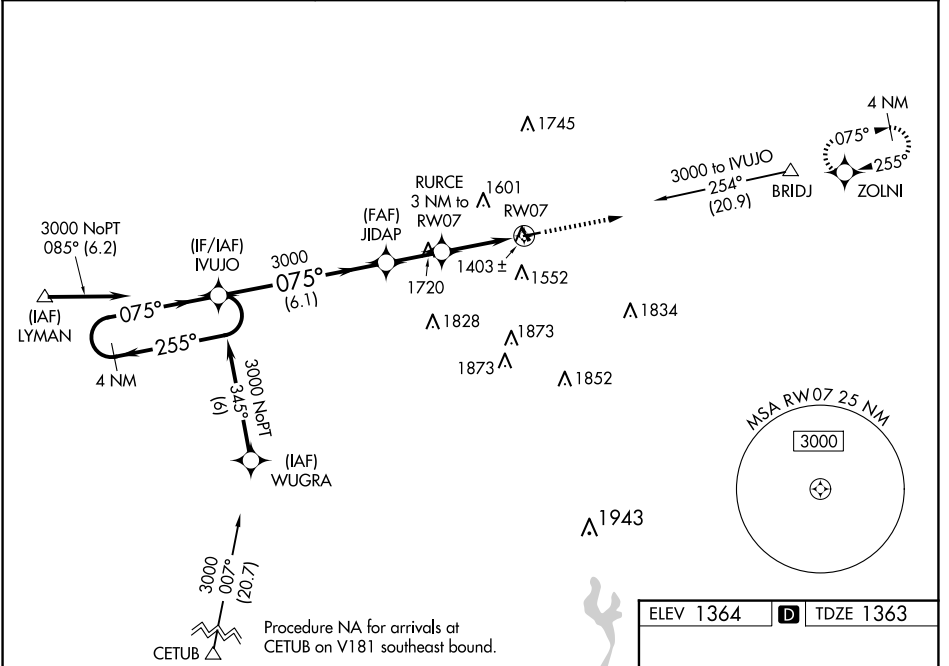 4 NM
1745
075°
3000 to IVUJO
254°
(20.9)
BRIDJ
255°
ZOLNI
RURCE
3 NM to
RW07
1601
RW07
3000 NoPT
085° (6.2)
(IF/IAF)
IVUJO
(FAF)
JIDAP
3000
075°
(6.1)
1403 ±
1720
1552
(IAF)
LYMAN
075°
255°
4 NM
1828
1873
1873
1834
1852
3000 NoPT
345°
(6)
(IAF)
WUGRA
MSA RW07 25 NM
3000
1943
3000
007°
(20.7)
CETUB
Procedure NA for arrivals at
CETUB on V181 southeast bound.
ELEV 1364 D TDZE 1363